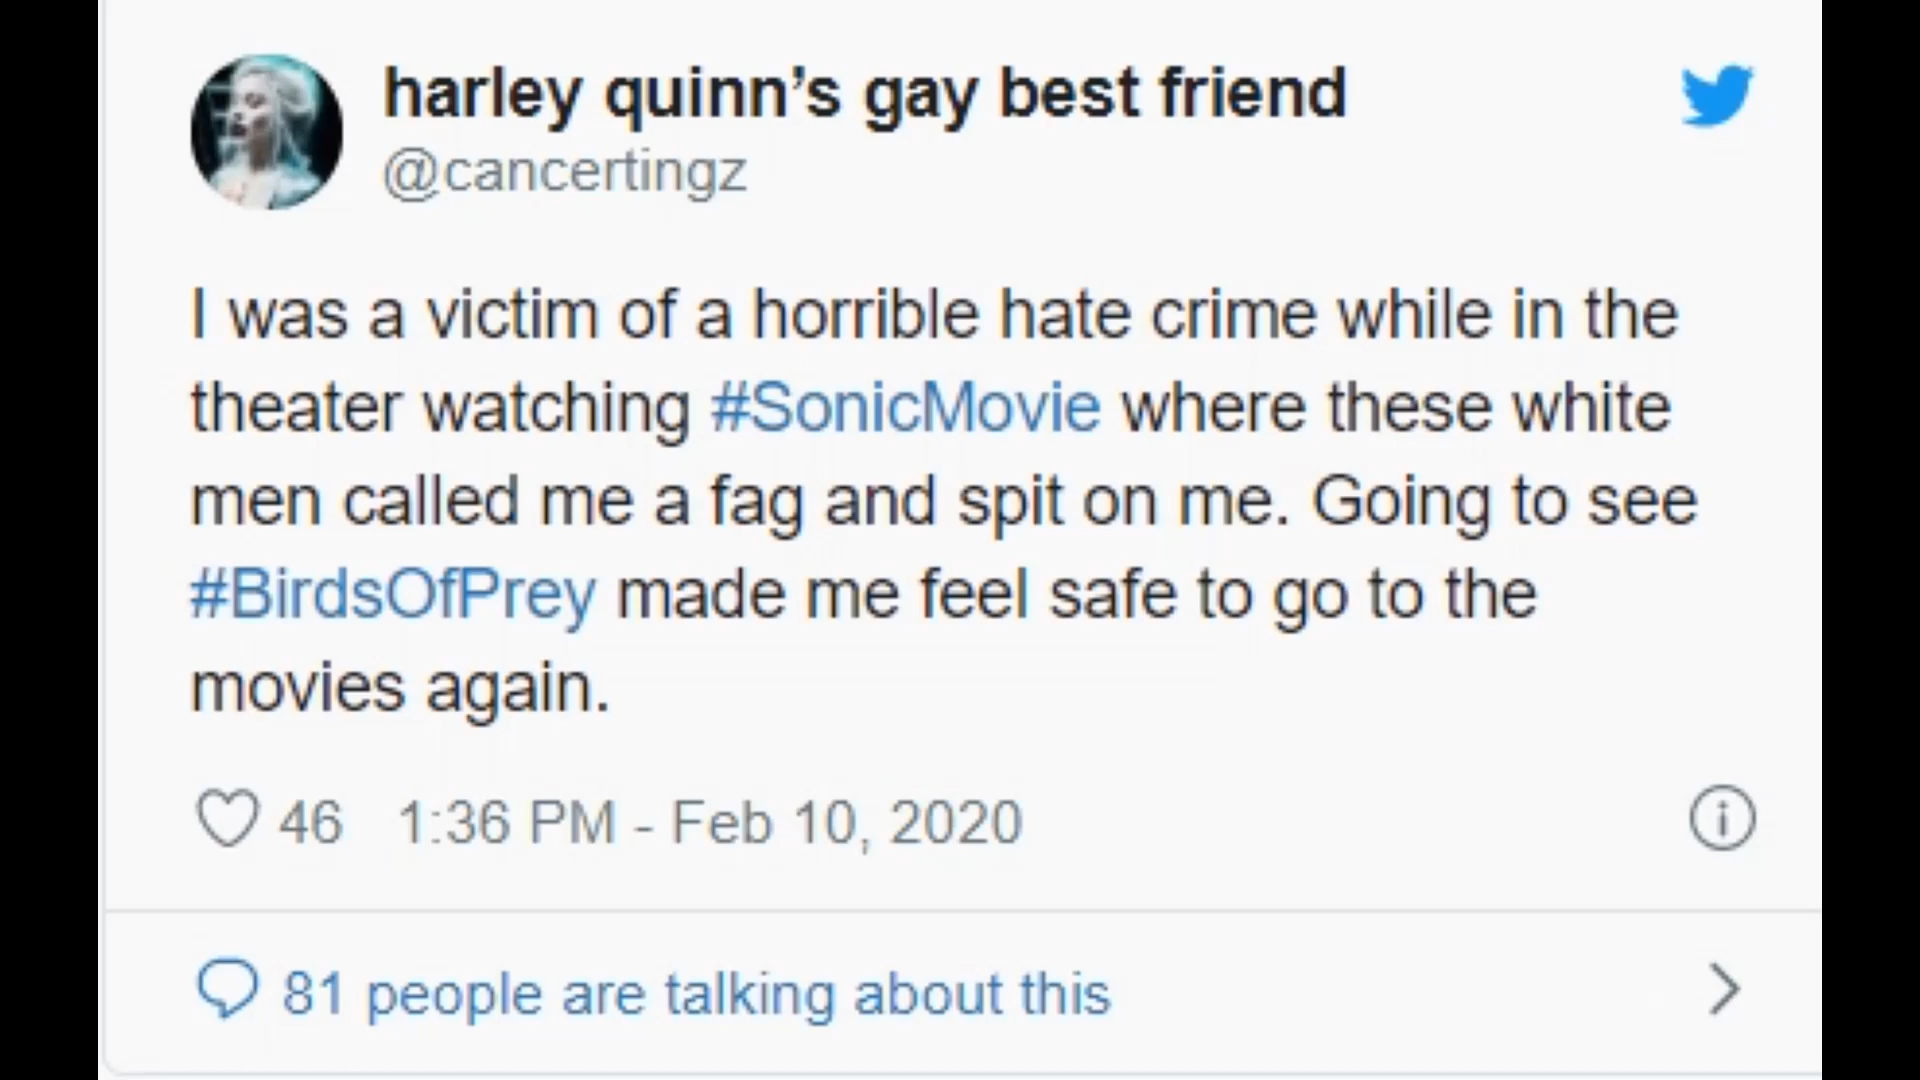 harley quinn’s gay best friend
@cancertingz
I was a victim of a horrible hate crime while in the
theater watching #SonicMovie where these white
men called me a fag and spit on me. Going to see
#BirdsOfPrey made me feel safe to go to the
movies again.
46 1:36 PM - Feb 10, 2020
81 people are talking about this